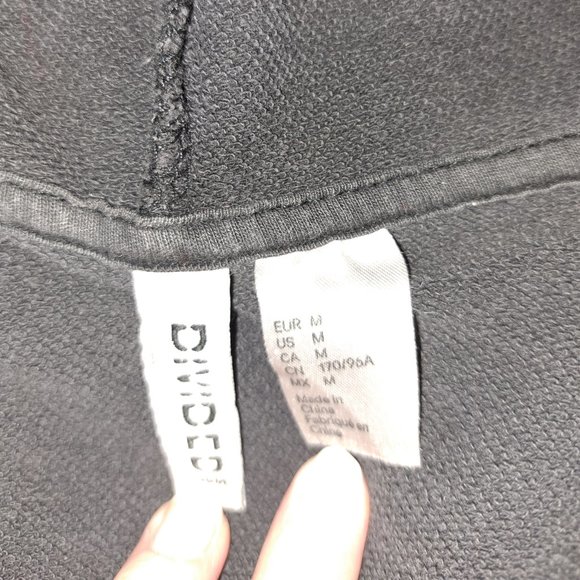 DIVIDED
EUR M
US M
CA M
CN 170/96A
MX M
Made in
China
Fabriqué en
Chine